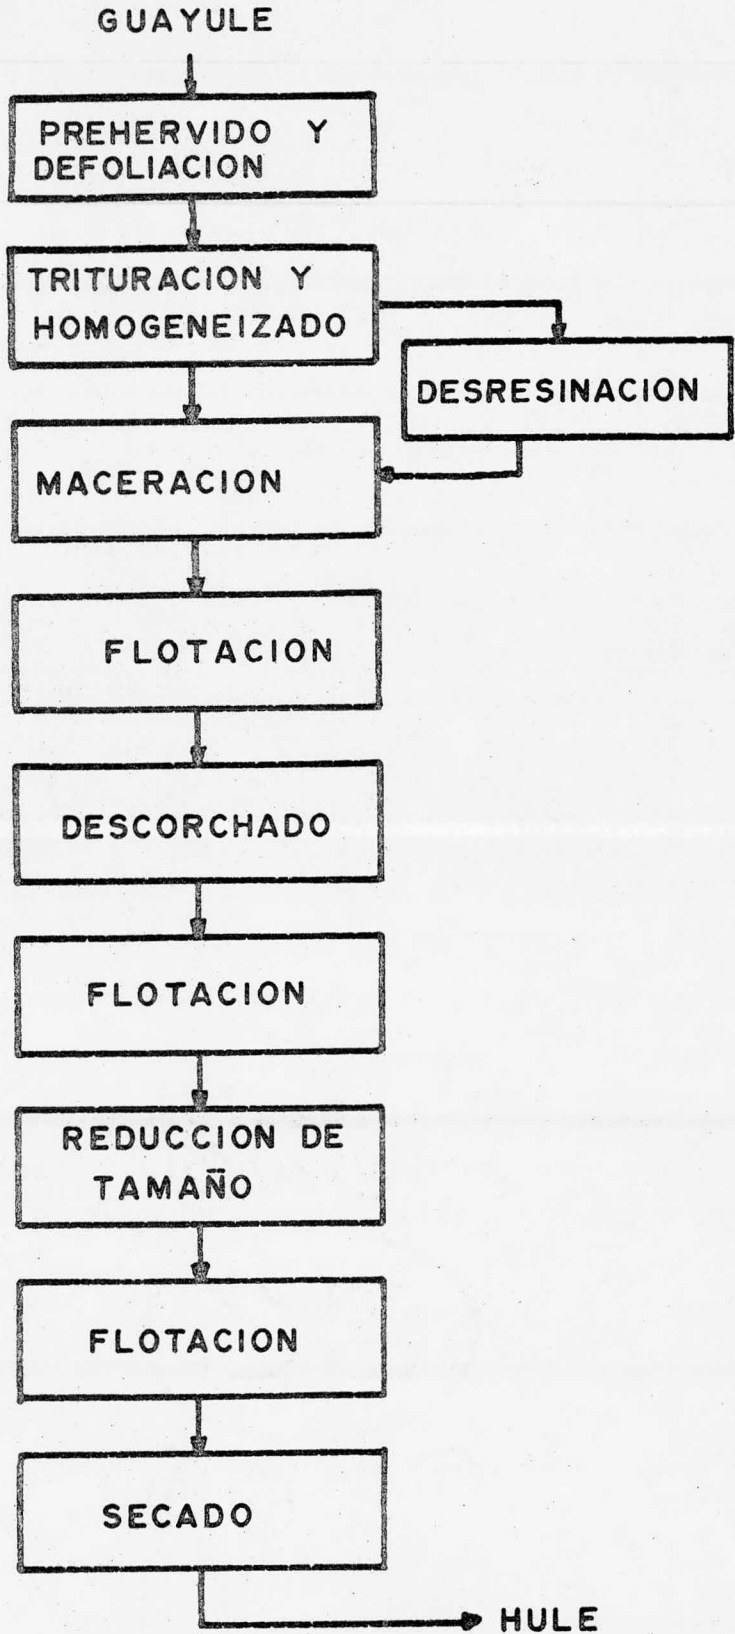 GUAYULE
PREHERVIDO Y
DEFOLIACION
TRITURACION Y
HOMOGENEIZADO
DESRESINACION
MACERACION
FLOTACION
DESCORCHADO
FLOTACION
REDUCCION DE
TAMAÑO
FLOTACION
SECADO
HULE